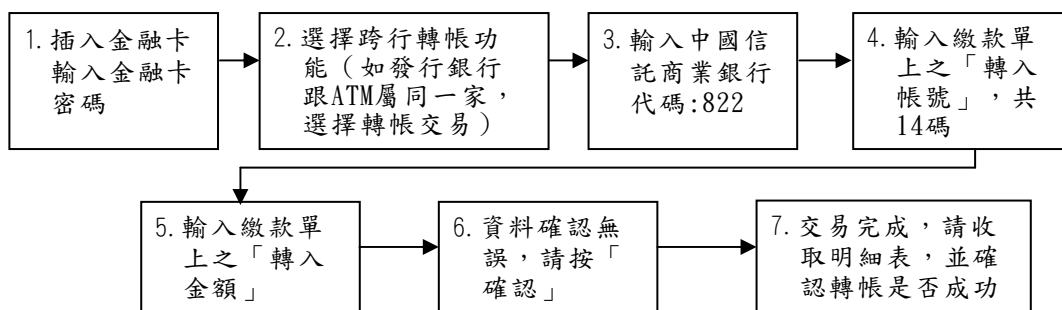 1. 插入金融卡
輸入金融卡
密碼
2. 選擇跨行轉帳功
能（如發行銀行
跟ATM屬同一家，
選擇轉帳交易）
3. 輸入中國信
託商業銀行
代碼:822
4. 輸入繳款單
上之「轉入
帳號」，共
14碼
5. 輸入繳款單
上之「轉入
金額」
6. 資料確認無
誤，請按「
確認」
7. 交易完成，請收
取明細表，並確
認轉帳是否成功